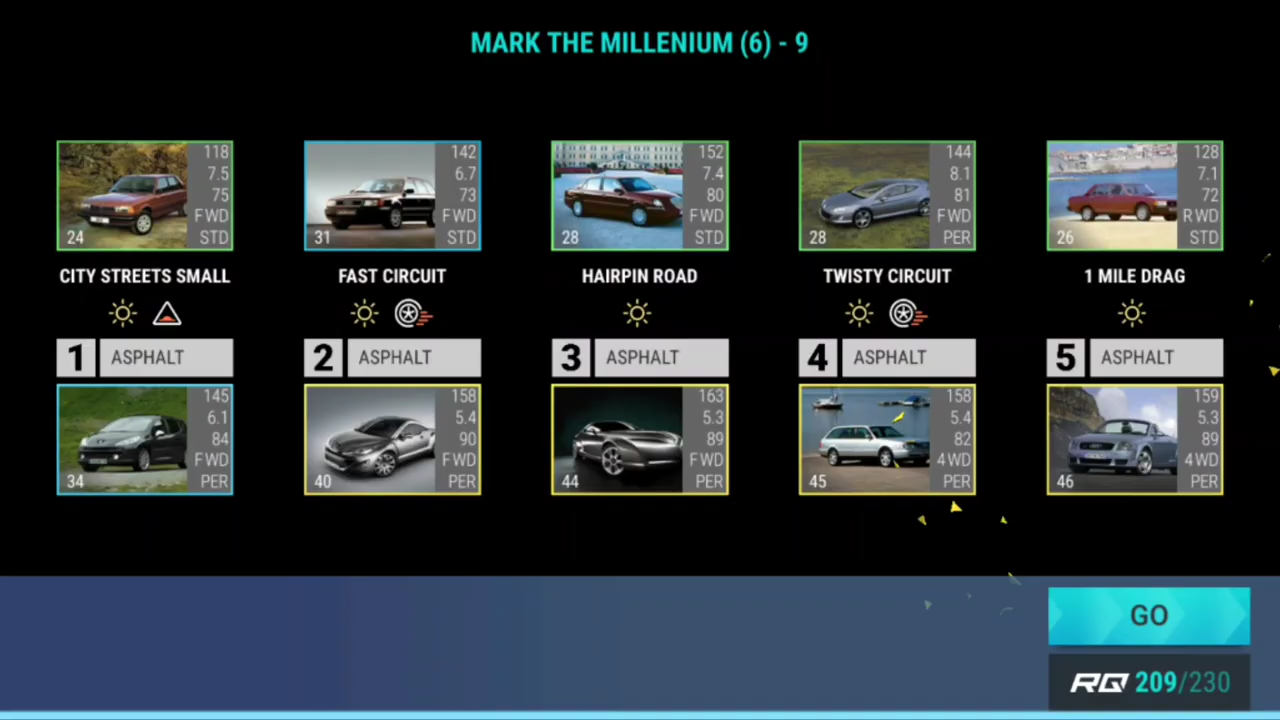 MARK THE MILLENIUM (6) - 9
118
7.5
75
FWD
24 STD
142
6.7
73
FWD
31 STD
152
7.4
80
FWD
28 STD
144
8.1
81
FWD
28 PER
128
7.1
72
RWD
26 STD
CITY STREETS SMALL
FAST CIRCUIT
HAIRPIN ROAD
TWISTY CIRCUIT
1 MILE DRAG
1 ASPHALT
2 ASPHALT
3 ASPHALT
4 ASPHALT
5 ASPHALT
145
6.1
84
FWD
34 PER
158
5.4
90
FWD
40 PER
163
5.3
89
FWD
44 PER
158
5.4
82
4WD
45 PER
159
5.3
89
4WD
46 PER
GO
RQ 209/230